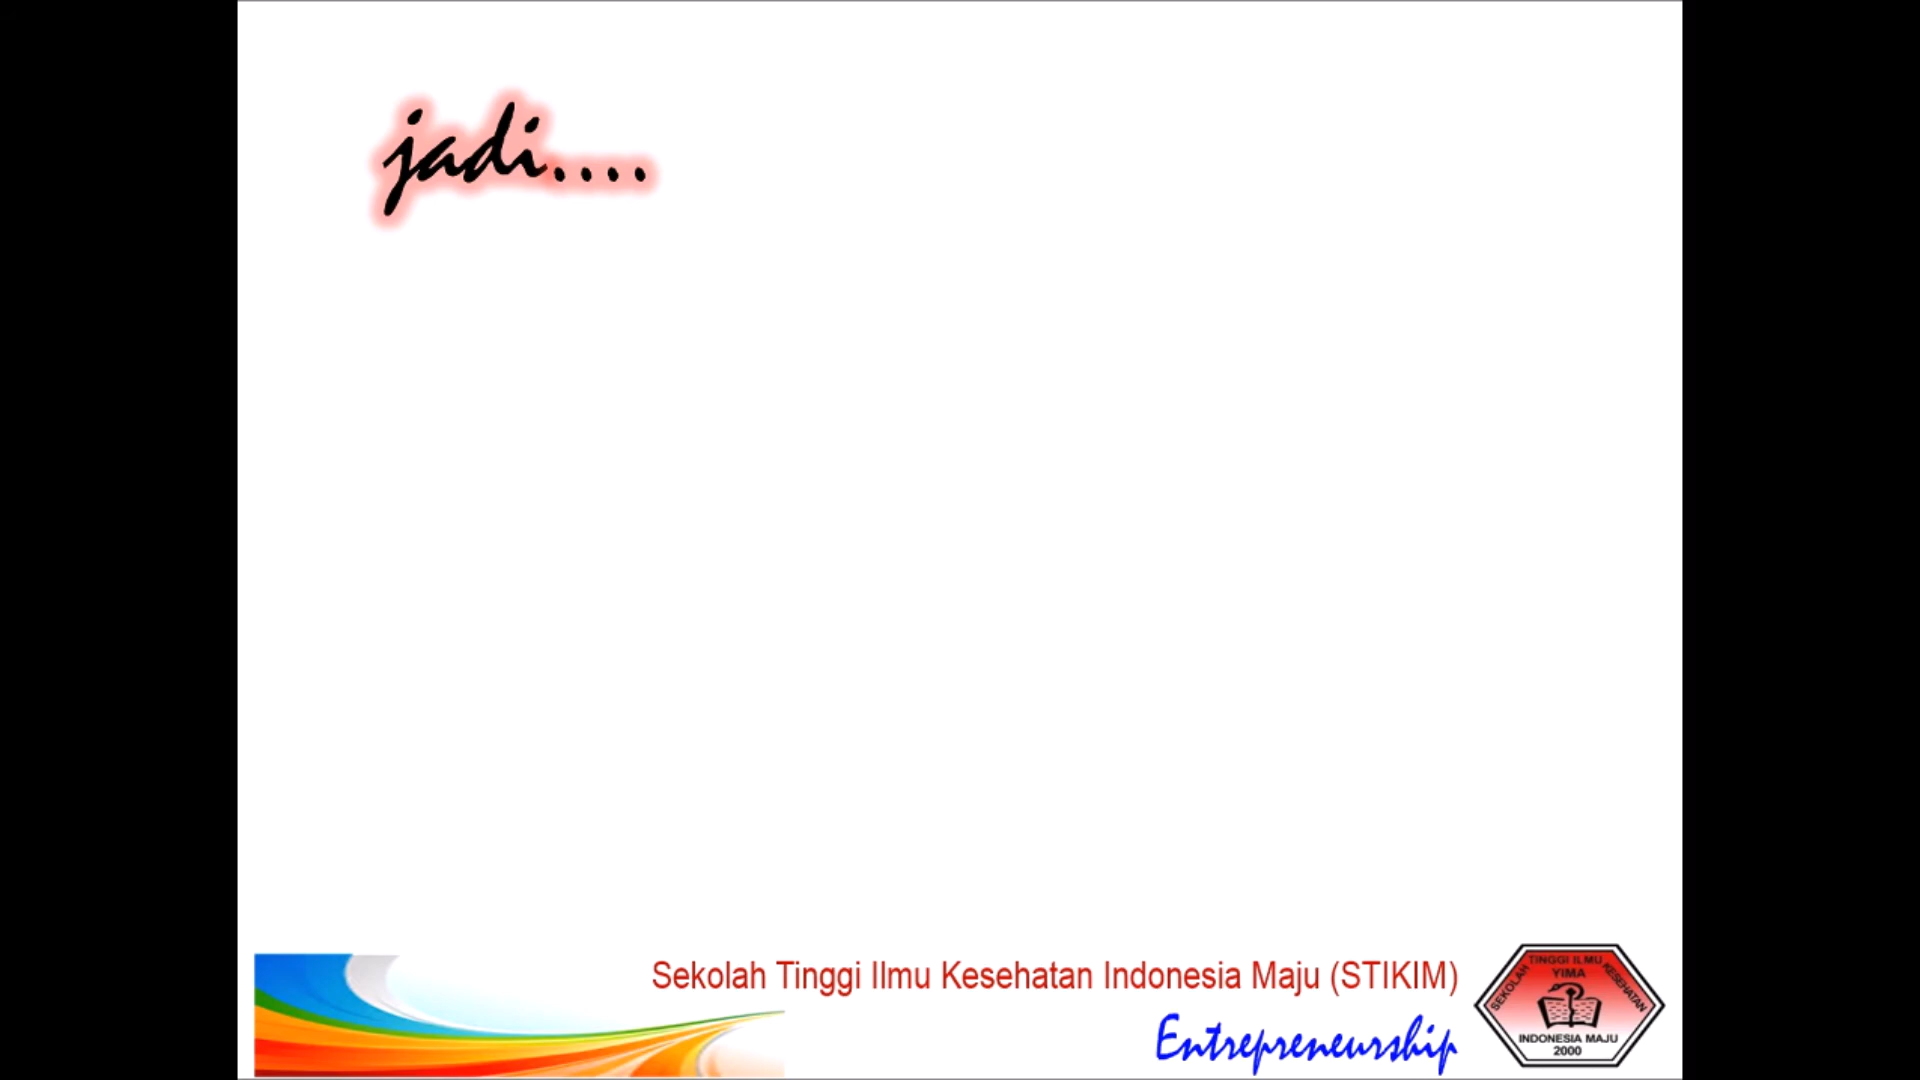 jadi....
Sekolah Tinggi Ilmu Kesehatan Indonesia Maju (STIKIM)
Entrepreneurship
SEKOLAH TINGGI ILMU KESEHATAN
YIMA
INDONESIA MAJU
2000